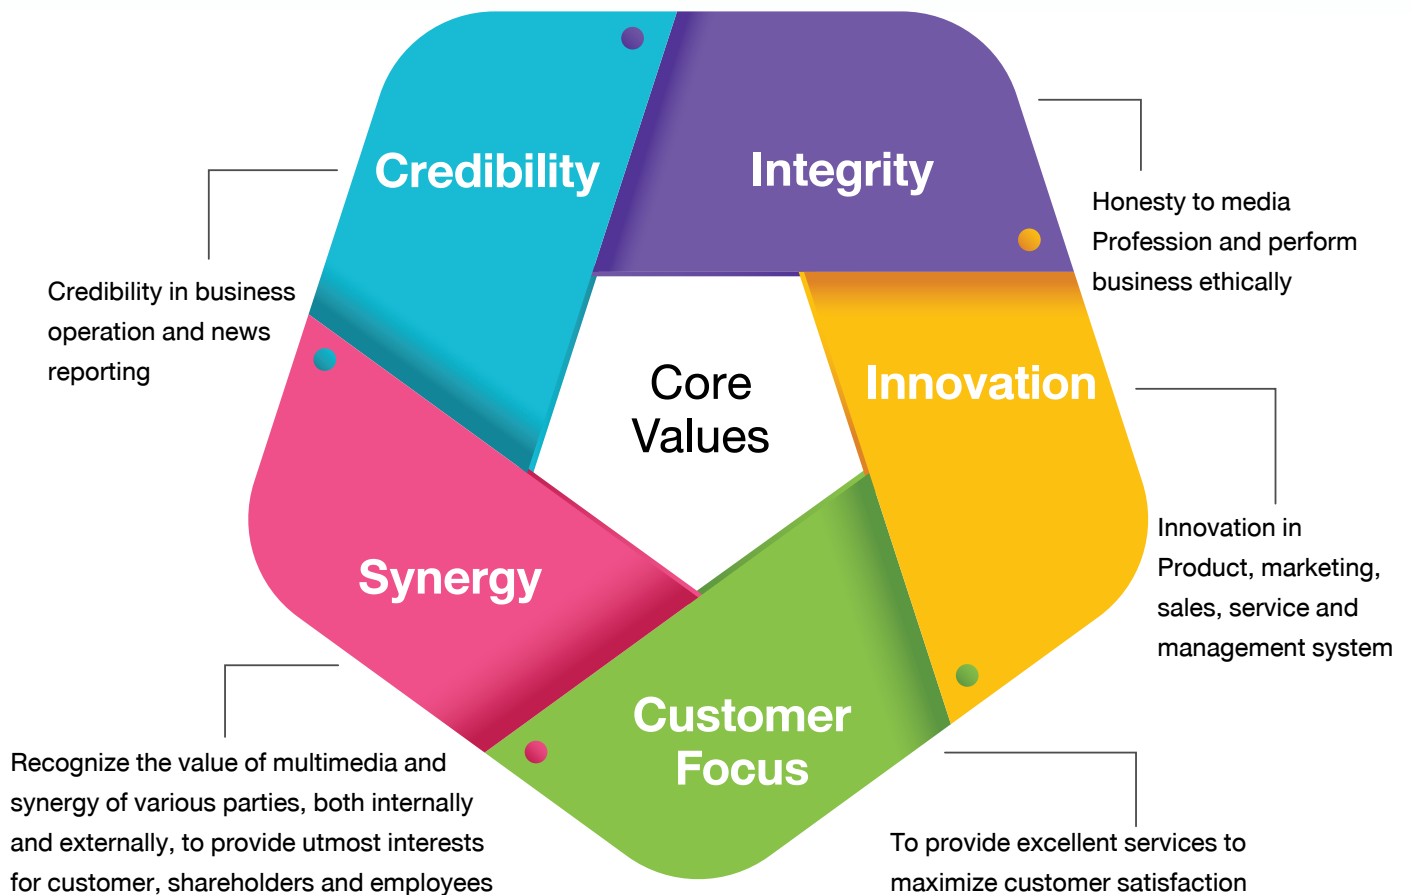 Credibility
Integrity
Honesty to media
Profession and perform
business ethically
Credibility in business
operation and news
reporting
Core
Values
Innovation
Innovation in
Product, marketing,
sales, service and
management system
Synergy
Customer
Focus
Recognize the value of multimedia and
synergy of various parties, both internally
and externally, to provide utmost interests
for customer, shareholders and employees
To provide excellent services to
maximize customer satisfaction